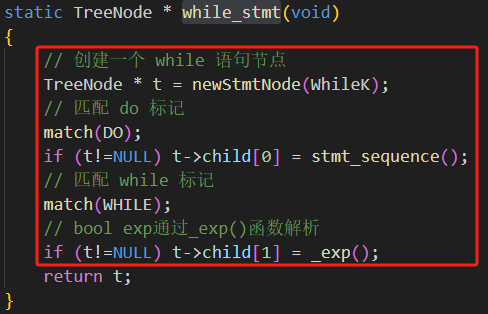 static TreeNode * while_stmt(void)
{
// 创建一个 while 语句节点
TreeNode * t = newStmtNode(WhileK);
// 匹配 do 标记
match(DO);
if (t!=NULL) t->child[0] = stmt_sequence();
// 匹配 while 标记
match(WHILE);
// bool exp通过_exp()函数解析
if (t!=NULL) t->child[1] = _exp();
return t;
}